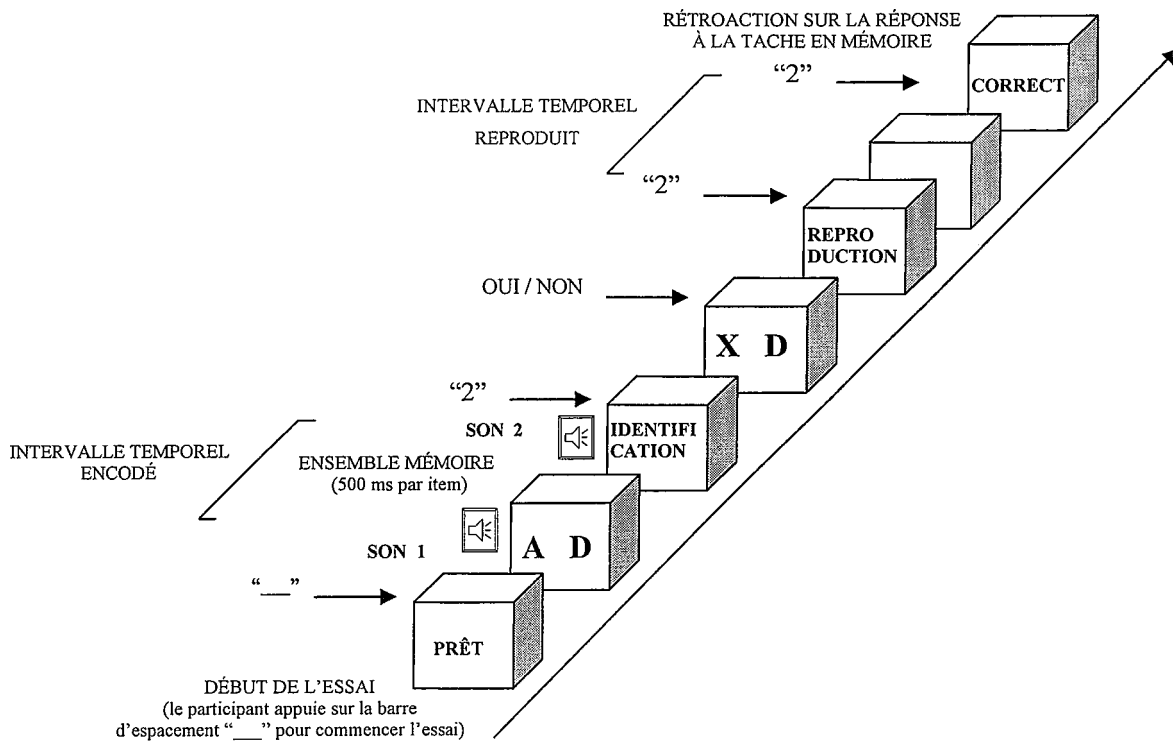 RÉTROACTION SUR LA RÉPONSE
À LA TACHE EN MÉMOIRE
“2”
CORRECT
INTERVALLE TEMPOREL
REPRODUIT
“2”
REPRO
DUCTION
OUI / NON
X D
“2”
SON 2
IDENTIFI
CATION
INTERVALLE TEMPOREL
ENCODÉ
ENSEMBLE MÉMOIRE
(500 ms par item)
SON 1
A D
“__”
PRÊT
DÉBUT DE L’ESSAI
(le participant appuie sur la barre
d’espacement “__” pour commencer l’essai)